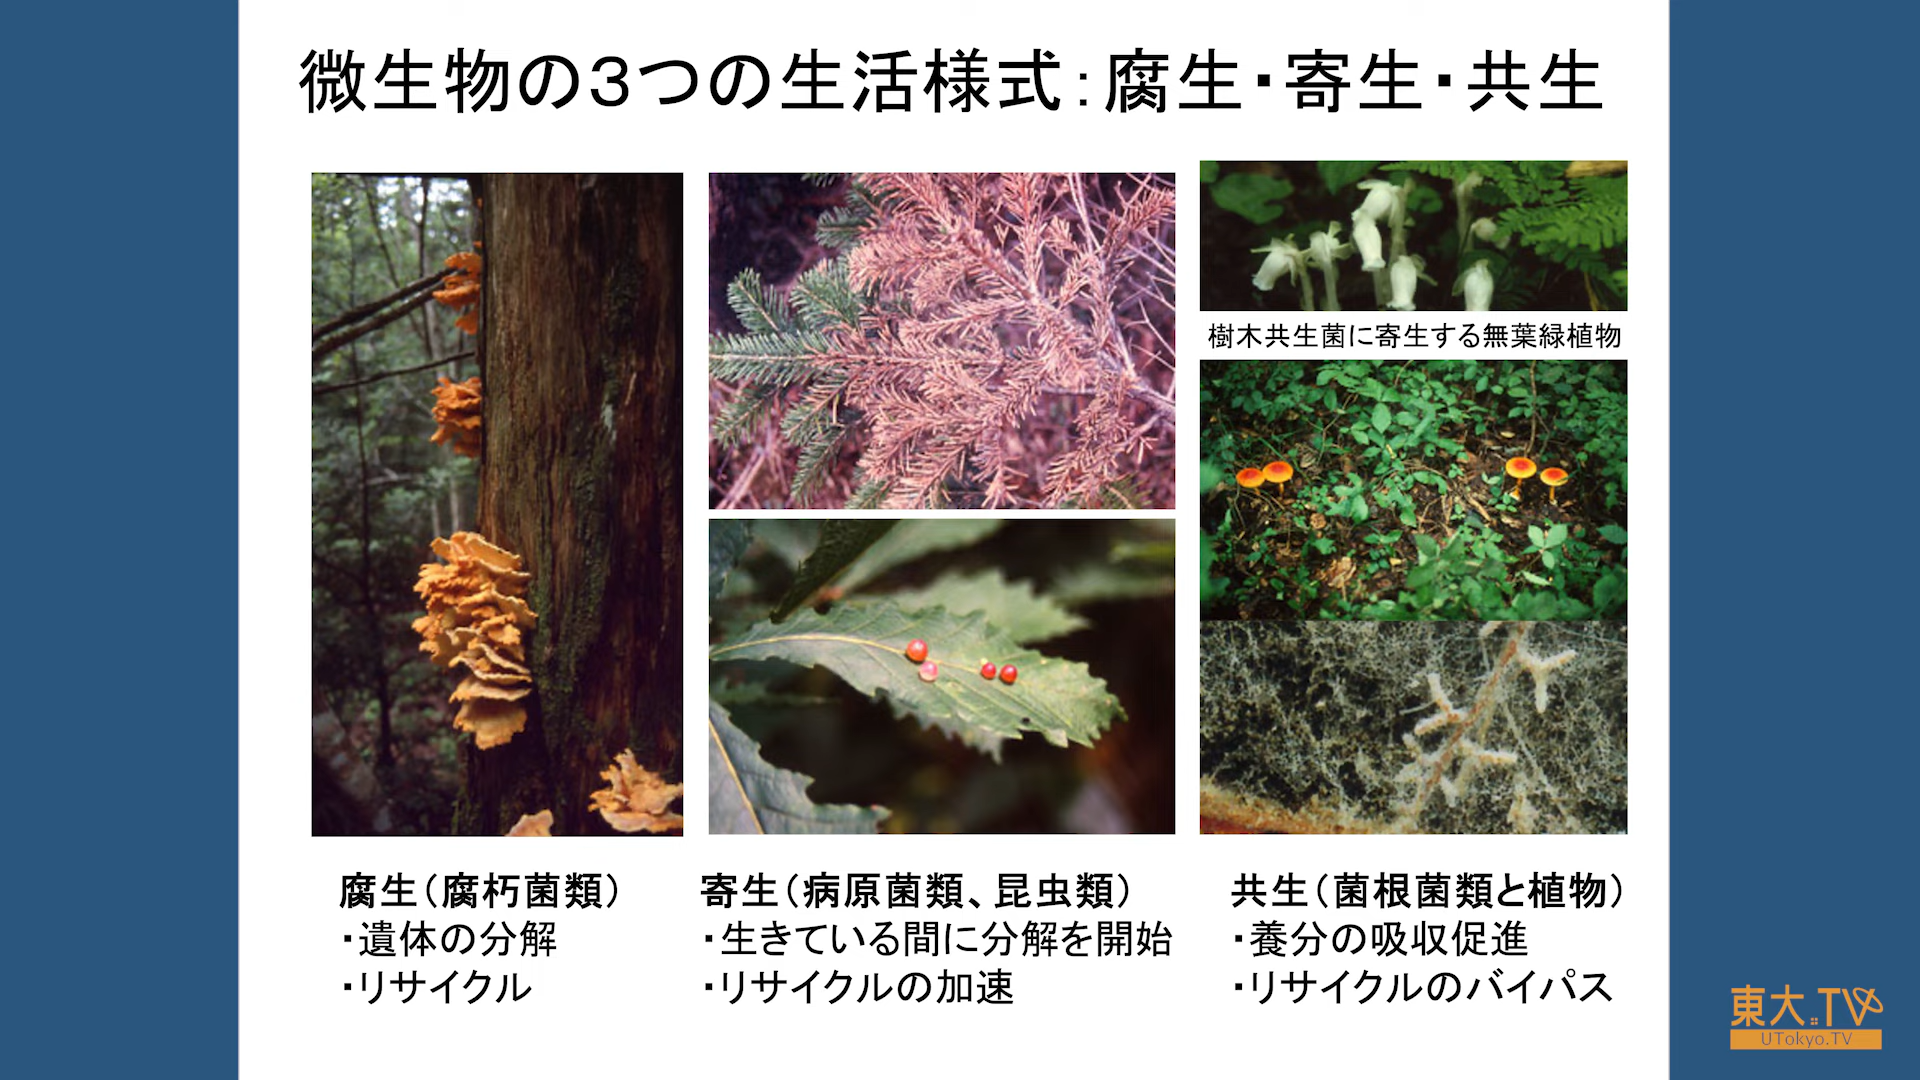 微生物の３つの生活様式：腐生・寄生・共生
樹木共生菌に寄生する無葉緑植物
腐生（腐朽菌類）
・遺体の分解
・リサイクル
寄生（病原菌類、昆虫類）
・生きている間に分解を開始
・リサイクルの加速
共生（菌根菌類と植物）
・養分の吸収促進
・リサイクルのバイパス
東大.TV
UTokyo.TV